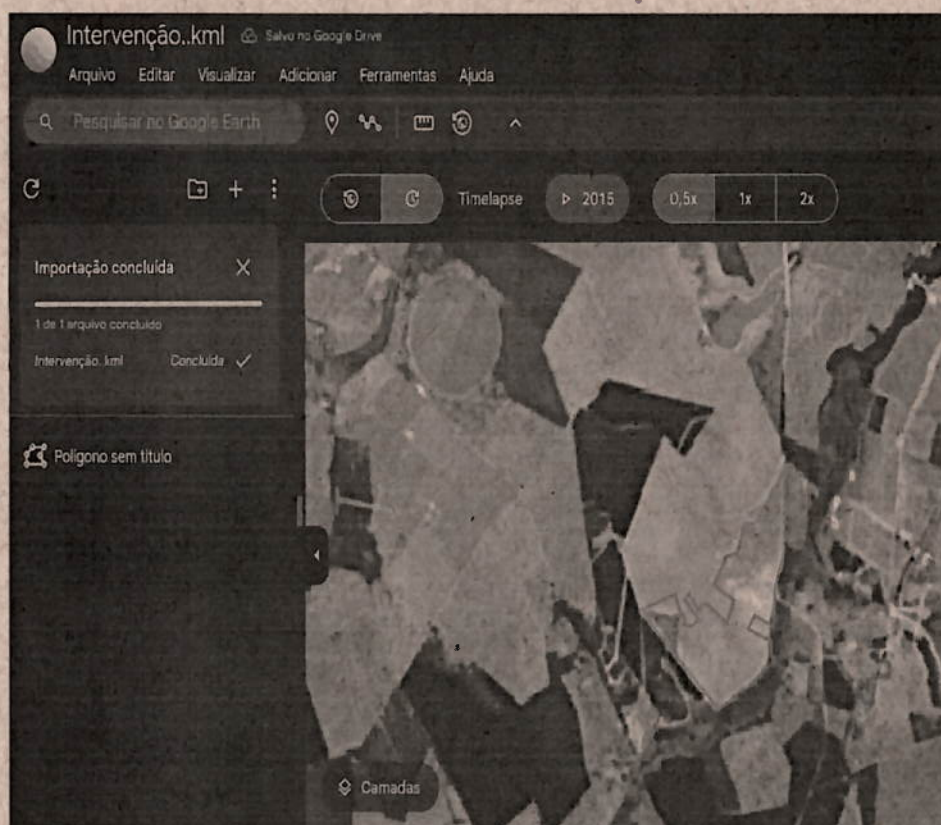 Intervenção..kml Salvo no Google Drive
Arquivo Editar Visualizar Adicionar Ferramentas Ajuda
Pesquisar no Google Earth
Timelapse 2015 0,5x 1x 2x
Importação concluída
1 de 1 arquivo concluído
Intervenção..kml Concluída
Polígono sem título
Camadas